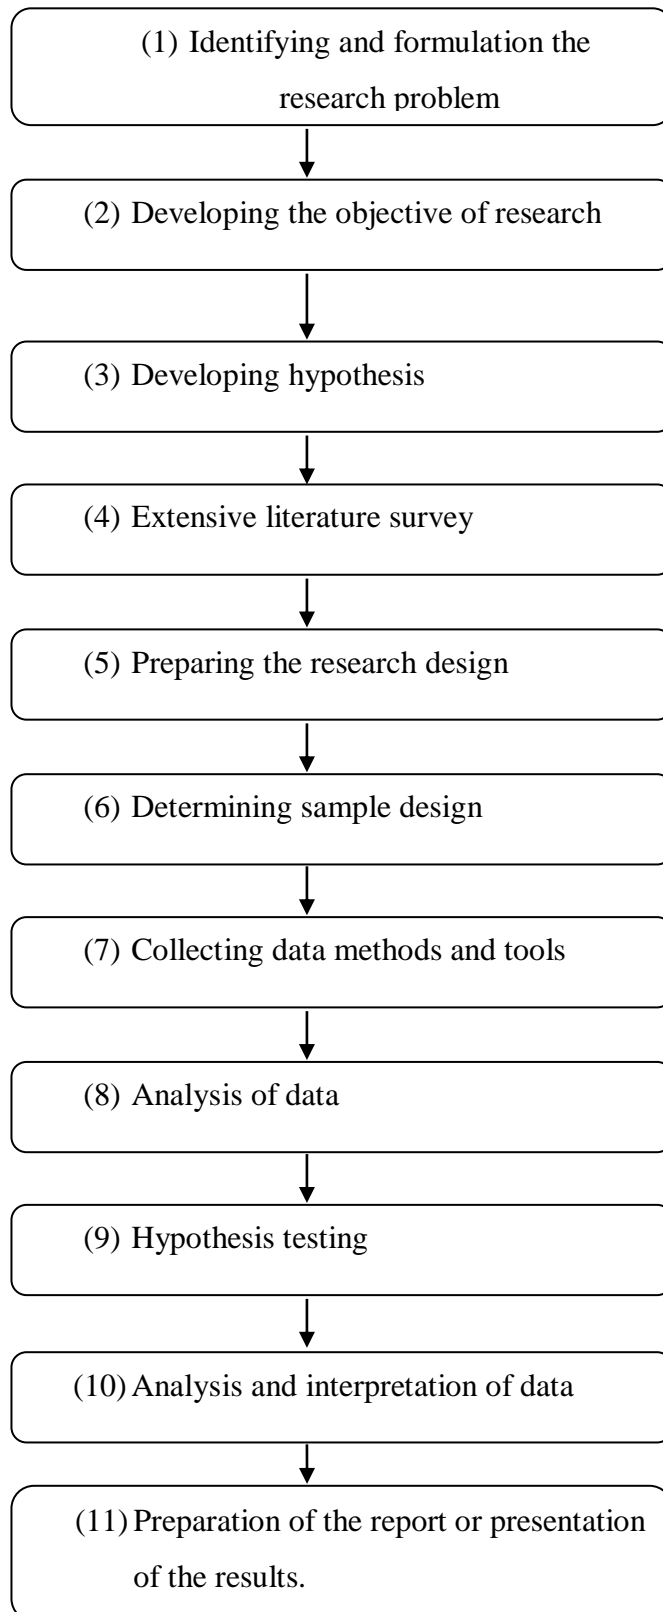 (1) Identifying and formulation the
research problem
(2) Developing the objective of research
(3) Developing hypothesis
(4) Extensive literature survey
(5) Preparing the research design
(6) Determining sample design
(7) Collecting data methods and tools
(8) Analysis of data
(9) Hypothesis testing
(10) Analysis and interpretation of data
(11) Preparation of the report or presentation
of the results.